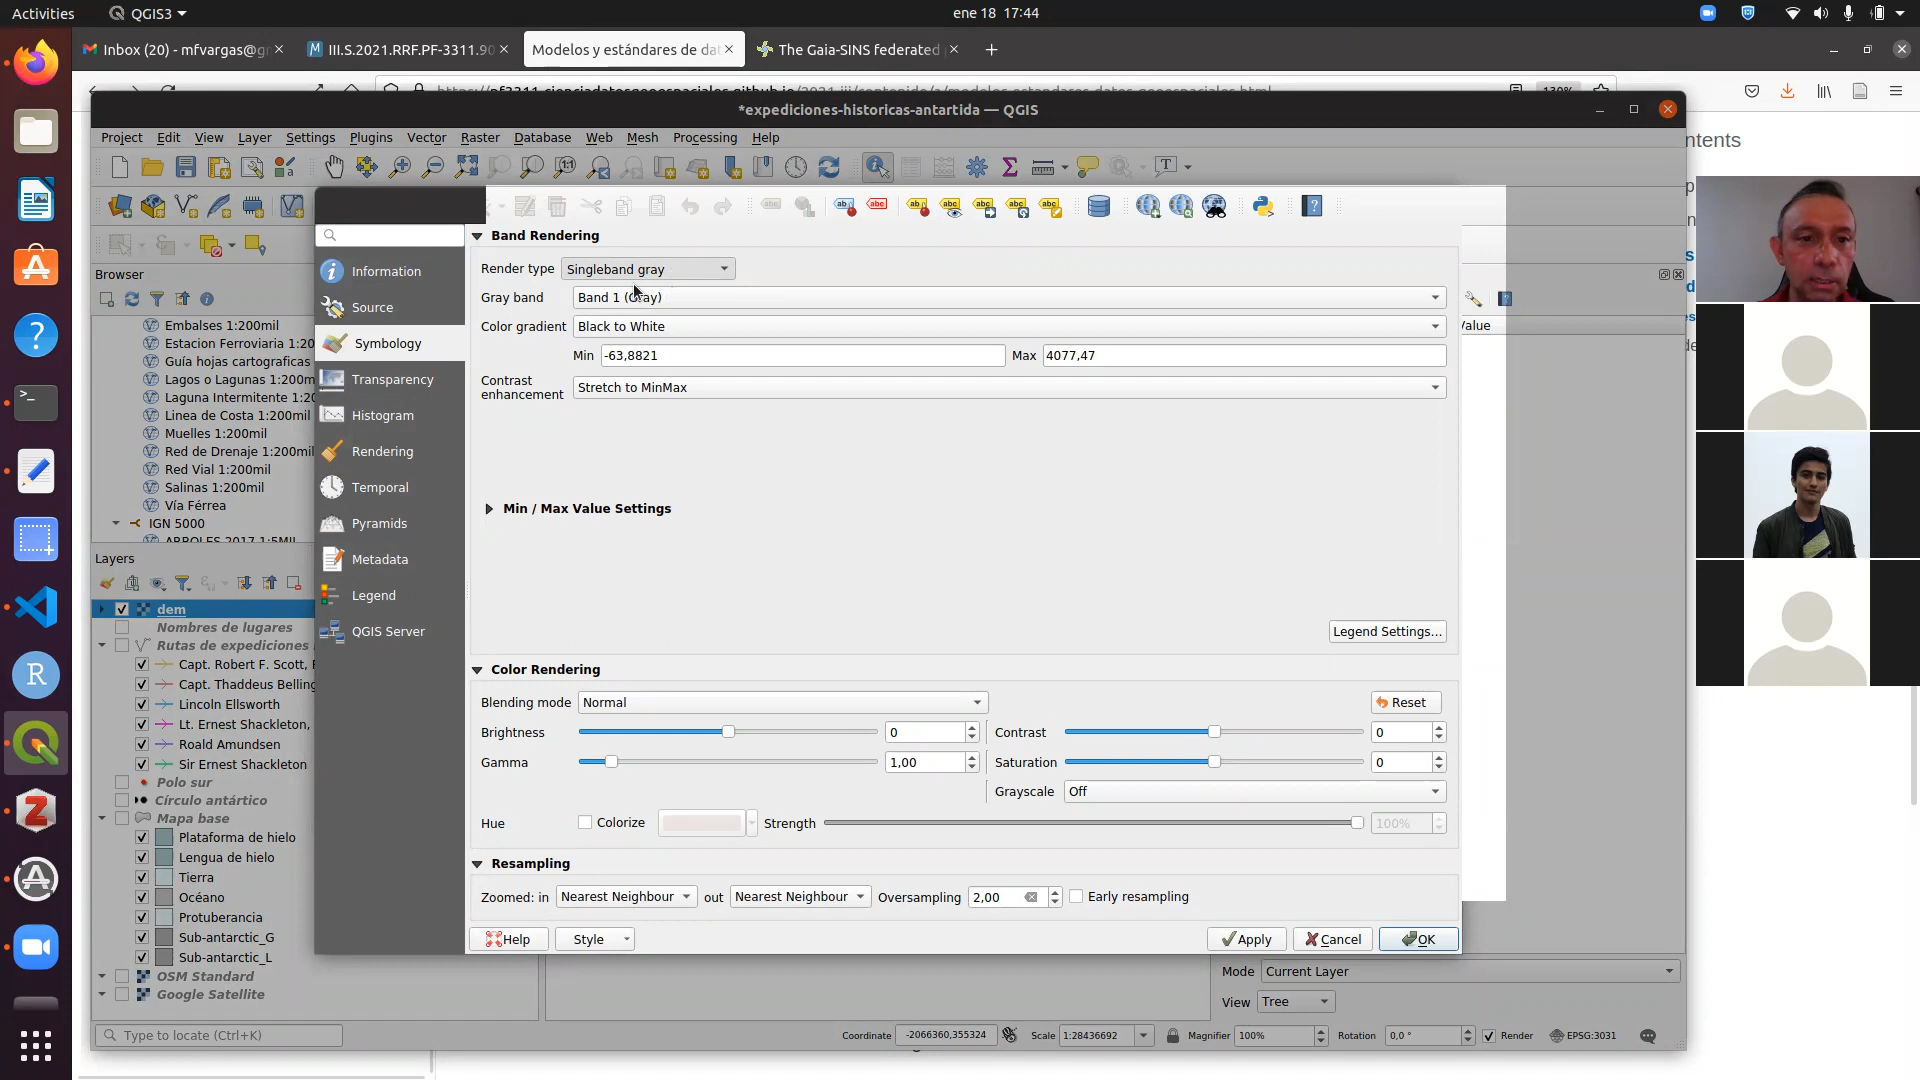 Activities
QGIS3
ene 18 17:44
Inbox (20) - mfvargas@gr
III.S.2021.RRF.PF-3311.90
Modelos y estándares de dat
The Gaia-SINS federated
130%
*expediciones-historicas-antartida — QGIS
Project Edit View Layer Settings Plugins Vector Raster Database Web Mesh Processing Help
ntents
Browser
Embalses 1:200mil
Estacion Ferroviaria 1:200m
Guía hojas cartograficas
Lagos o Lagunas 1:200m
Laguna Intermitente 1:200m
Linea de Costa 1:200mil
Muelles 1:200mil
Red de Drenaje 1:200mil
Red Vial 1:200mil
Salinas 1:200mil
Vía Férrea
IGN 5000
ARBOLES 2017 1:5MIL
Layers
dem
Nombres de lugares
Rutas de expediciones
Capt. Robert F. Scott,
Capt. Thaddeus Belling
Lincoln Ellsworth
Lt. Ernest Shackleton,
Roald Amundsen
Sir Ernest Shackleton
Polo sur
Círculo antártico
Mapa base
Plataforma de hielo
Lengua de hielo
Tierra
Océano
Protuberancia
Sub-antarctic_G
Sub-antarctic_L
OSM Standard
Google Satellite
Information
Source
Symbology
Transparency
Histogram
Rendering
Temporal
Pyramids
Metadata
Legend
QGIS Server
Band Rendering
Render type Singleband gray
Gray band Band 1 (Gray)
Color gradient Black to White
Min -63,8821 Max 4077,47
Contrast enhancement Stretch to MinMax
Min / Max Value Settings
Legend Settings...
Color Rendering
Blending mode Normal Reset
Brightness 0 Contrast 0
Gamma 1,00 Saturation 0
Grayscale Off
Hue Colorize Strength 100%
Resampling
Zoomed: in Nearest Neighbour out Nearest Neighbour Oversampling 2,00 Early resampling
Help Style Apply Cancel OK
Value
Mode Current Layer
View Tree
Type to locate (Ctrl+K)
Coordinate -2066360,355324 Scale 1:28436692 Magnifier 100% Rotation 0,0 ° Render EPSG:3031